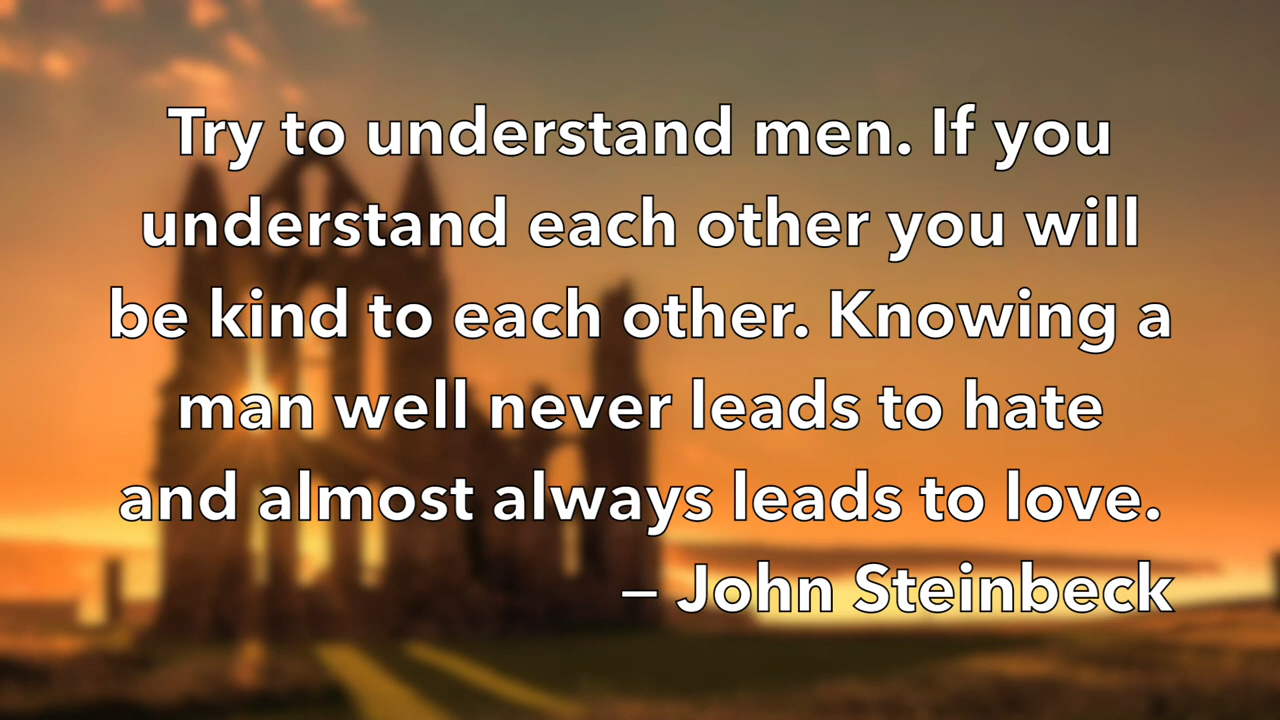 Try to understand men. If you
understand each other you will
be kind to each other. Knowing a
man well never leads to hate
and almost always leads to love.
— John Steinbeck